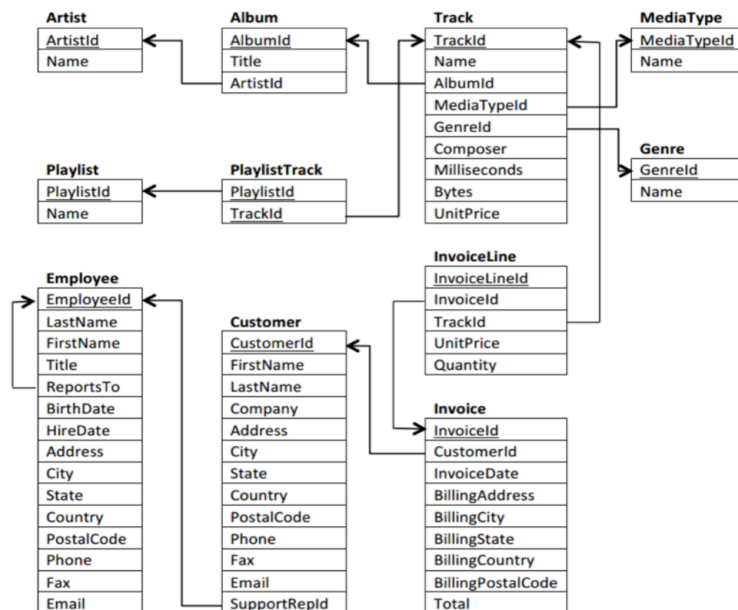 Artist
ArtistId
Name
Album
AlbumId
Title
ArtistId
Track
TrackId
Name
AlbumId
MediaTypeId
GenreId
Composer
Milliseconds
Bytes
UnitPrice
MediaType
MediaTypeId
Name
Genre
GenreId
Name
Playlist
PlaylistId
Name
PlaylistTrack
PlaylistId
TrackId
Employee
EmployeeId
LastName
FirstName
Title
ReportsTo
BirthDate
HireDate
Address
City
State
Country
PostalCode
Phone
Fax
Email
Customer
CustomerId
FirstName
LastName
Company
Address
City
State
Country
PostalCode
Phone
Fax
Email
SupportRepId
InvoiceLine
InvoiceLineId
InvoiceId
TrackId
UnitPrice
Quantity
Invoice
InvoiceId
CustomerId
InvoiceDate
BillingAddress
BillingCity
BillingState
BillingCountry
BillingPostalCode
Total